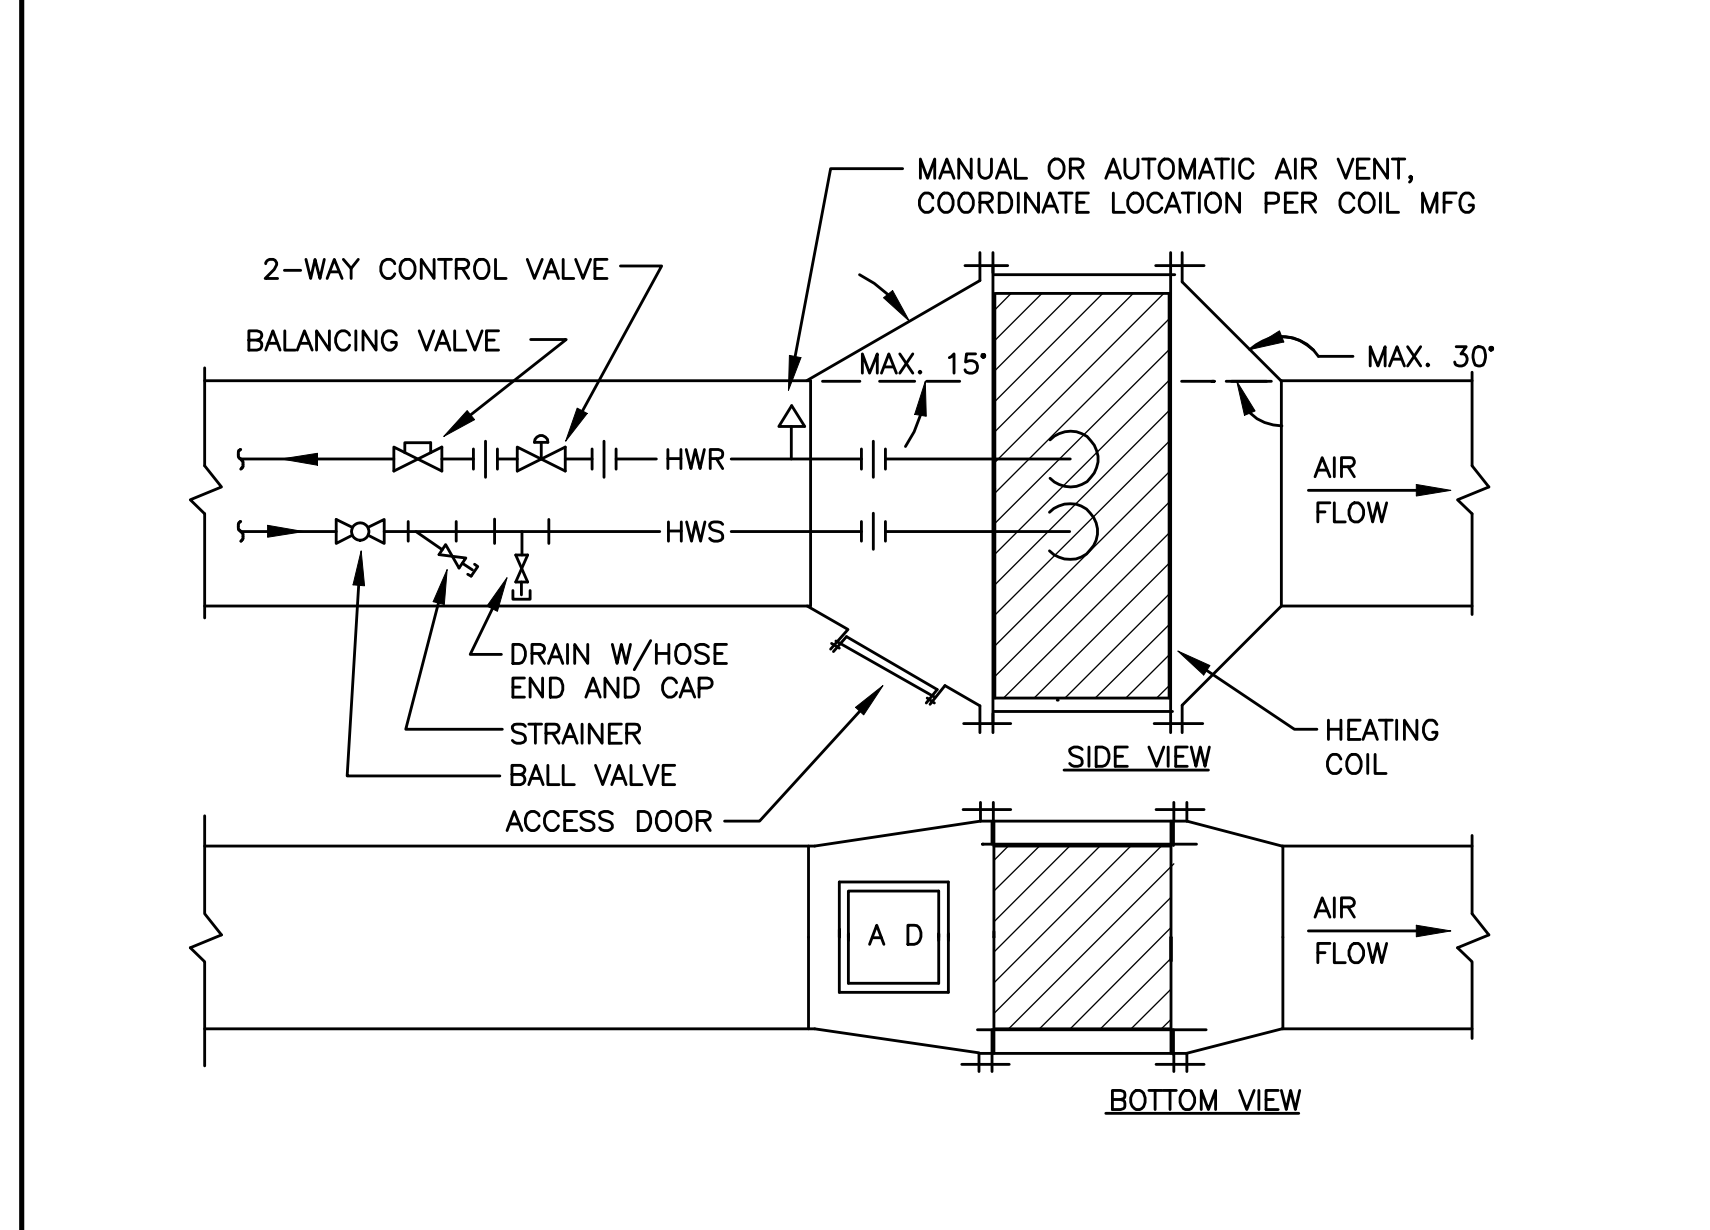 MANUAL OR AUTOMATIC AIR VENT,
COORDINATE LOCATION PER COIL MFG
2-WAY CONTROL VALVE
BALANCING VALVE
MAX. 15°
MAX. 30°
HWR
AIR
FLOW
HWS
DRAIN W/HOSE
END AND CAP
STRAINER
BALL VALVE
ACCESS DOOR
HEATING
COIL
SIDE VIEW
A D
AIR
FLOW
BOTTOM VIEW